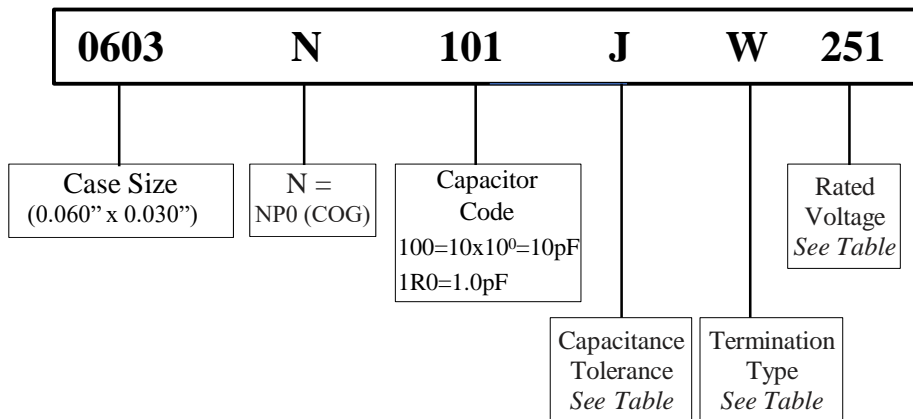 0603 N 101 J W 251
Case Size
(0.060” x 0.030”)
N =
NP0 (COG)
Capacitor
Code
100=10x10⁰=10pF
1R0=1.0pF
Rated
Voltage
See Table
Capacitance
Tolerance
See Table
Termination
Type
See Table